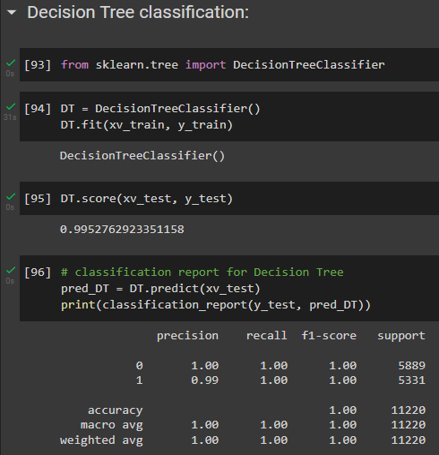 Decision Tree classification:
[93] from sklearn.tree import DecisionTreeClassifier
0s
[94] DT = DecisionTreeClassifier()
31s
DT.fit(xv_train, y_train)
DecisionTreeClassifier()
[95] DT.score(xv_test, y_test)
0s
0.9952762923351158
[96] # classification report for Decision Tree
0s
pred_DT = DT.predict(xv_test)
print(classification_report(y_test, pred_DT))
precision recall f1-score support
0 1.00 1.00 1.00 5889
1 0.99 1.00 1.00 5331
accuracy 1.00 11220
macro avg 1.00 1.00 1.00 11220
weighted avg 1.00 1.00 1.00 11220